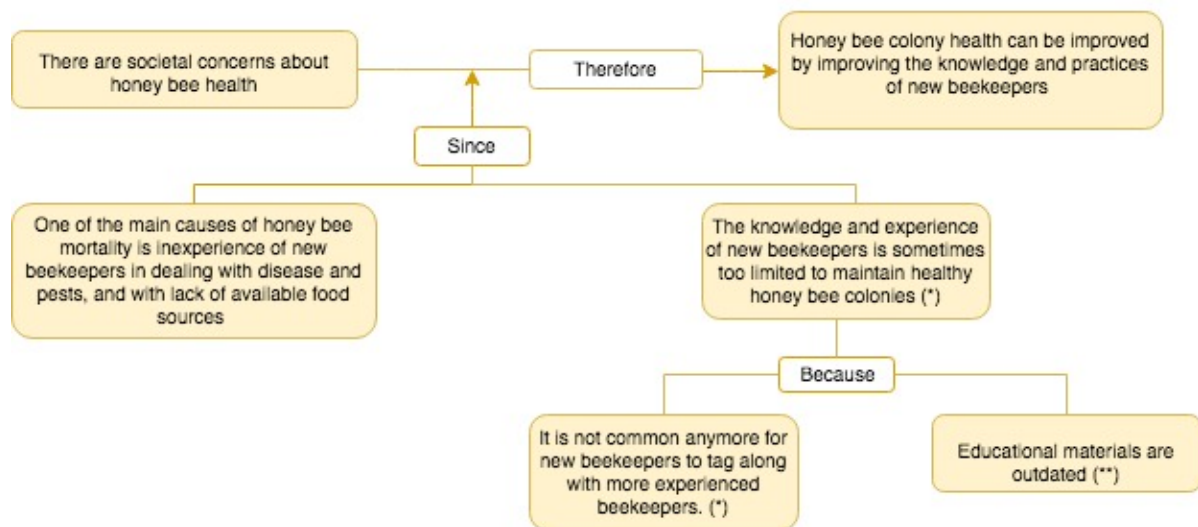 There are societal concerns about
honey bee health
Therefore
Honey bee colony health can be improved
by improving the knowledge and practices
of new beekeepers
Since
One of the main causes of honey bee
mortality is inexperience of new
beekeepers in dealing with disease and
pests, and with lack of available food
sources
The knowledge and experience
of new beekeepers is sometimes
too limited to maintain healthy
honey bee colonies (*)
Because
It is not common anymore for
new beekeepers to tag along
with more experienced
beekeepers. (*)
Educational materials are
outdated (**)